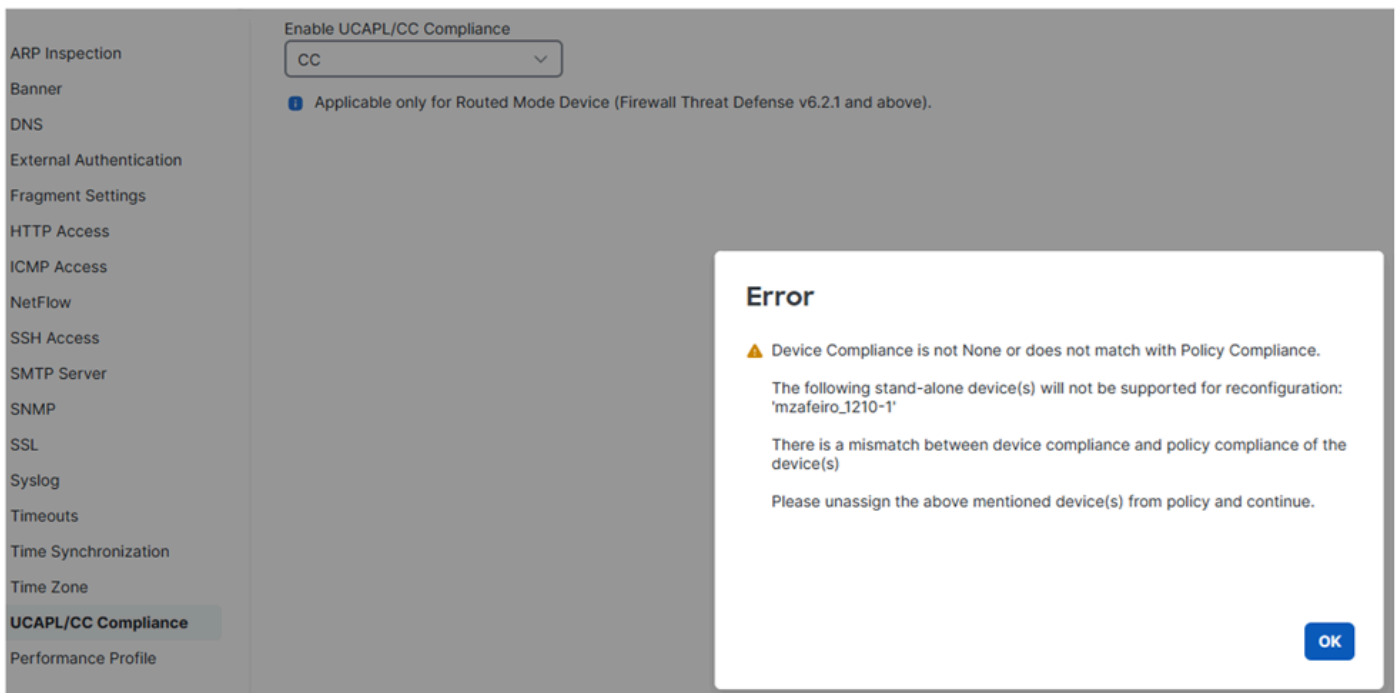 Enable UCAPL/CC Compliance
CC
Applicable only for Routed Mode Device (Firewall Threat Defense v6.2.1 and above).
ARP Inspection
Banner
DNS
External Authentication
Fragment Settings
HTTP Access
ICMP Access
NetFlow
SSH Access
SMTP Server
SNMP
SSL
Syslog
Timeouts
Time Synchronization
Time Zone
UCAPL/CC Compliance
Performance Profile
Error
Device Compliance is not None or does not match with Policy Compliance.
The following stand-alone device(s) will not be supported for reconfiguration:
'mzafeiro_1210-1'
There is a mismatch between device compliance and policy compliance of the
device(s)
Please unassign the above mentioned device(s) from policy and continue.
OK